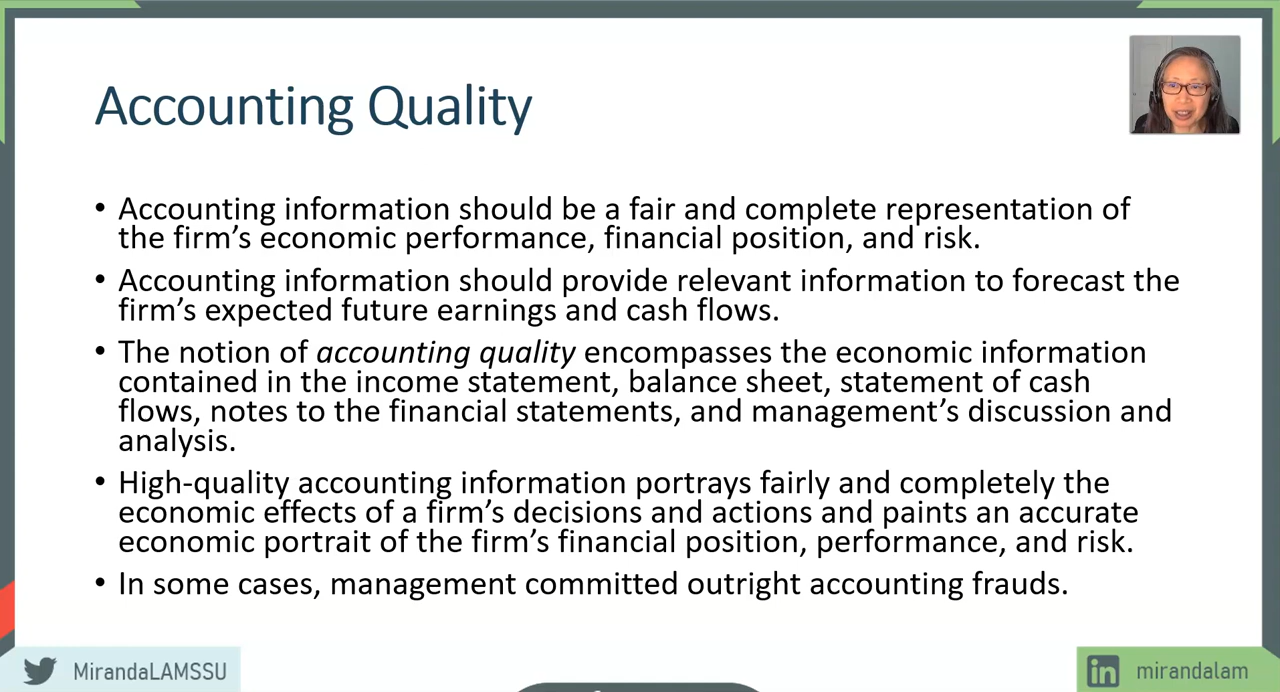 Accounting Quality
• Accounting information should be a fair and complete representation of
the firm’s economic performance, financial position, and risk.
• Accounting information should provide relevant information to forecast the
firm’s expected future earnings and cash flows.
• The notion of accounting quality encompasses the economic information
contained in the income statement, balance sheet, statement of cash
flows, notes to the financial statements, and management’s discussion and
analysis.
• High-quality accounting information portrays fairly and completely the
economic effects of a firm’s decisions and actions and paints an accurate
economic portrait of the firm’s financial position, performance, and risk.
• In some cases, management committed outright accounting frauds.
MirandaLAMSSU
in mirandalam